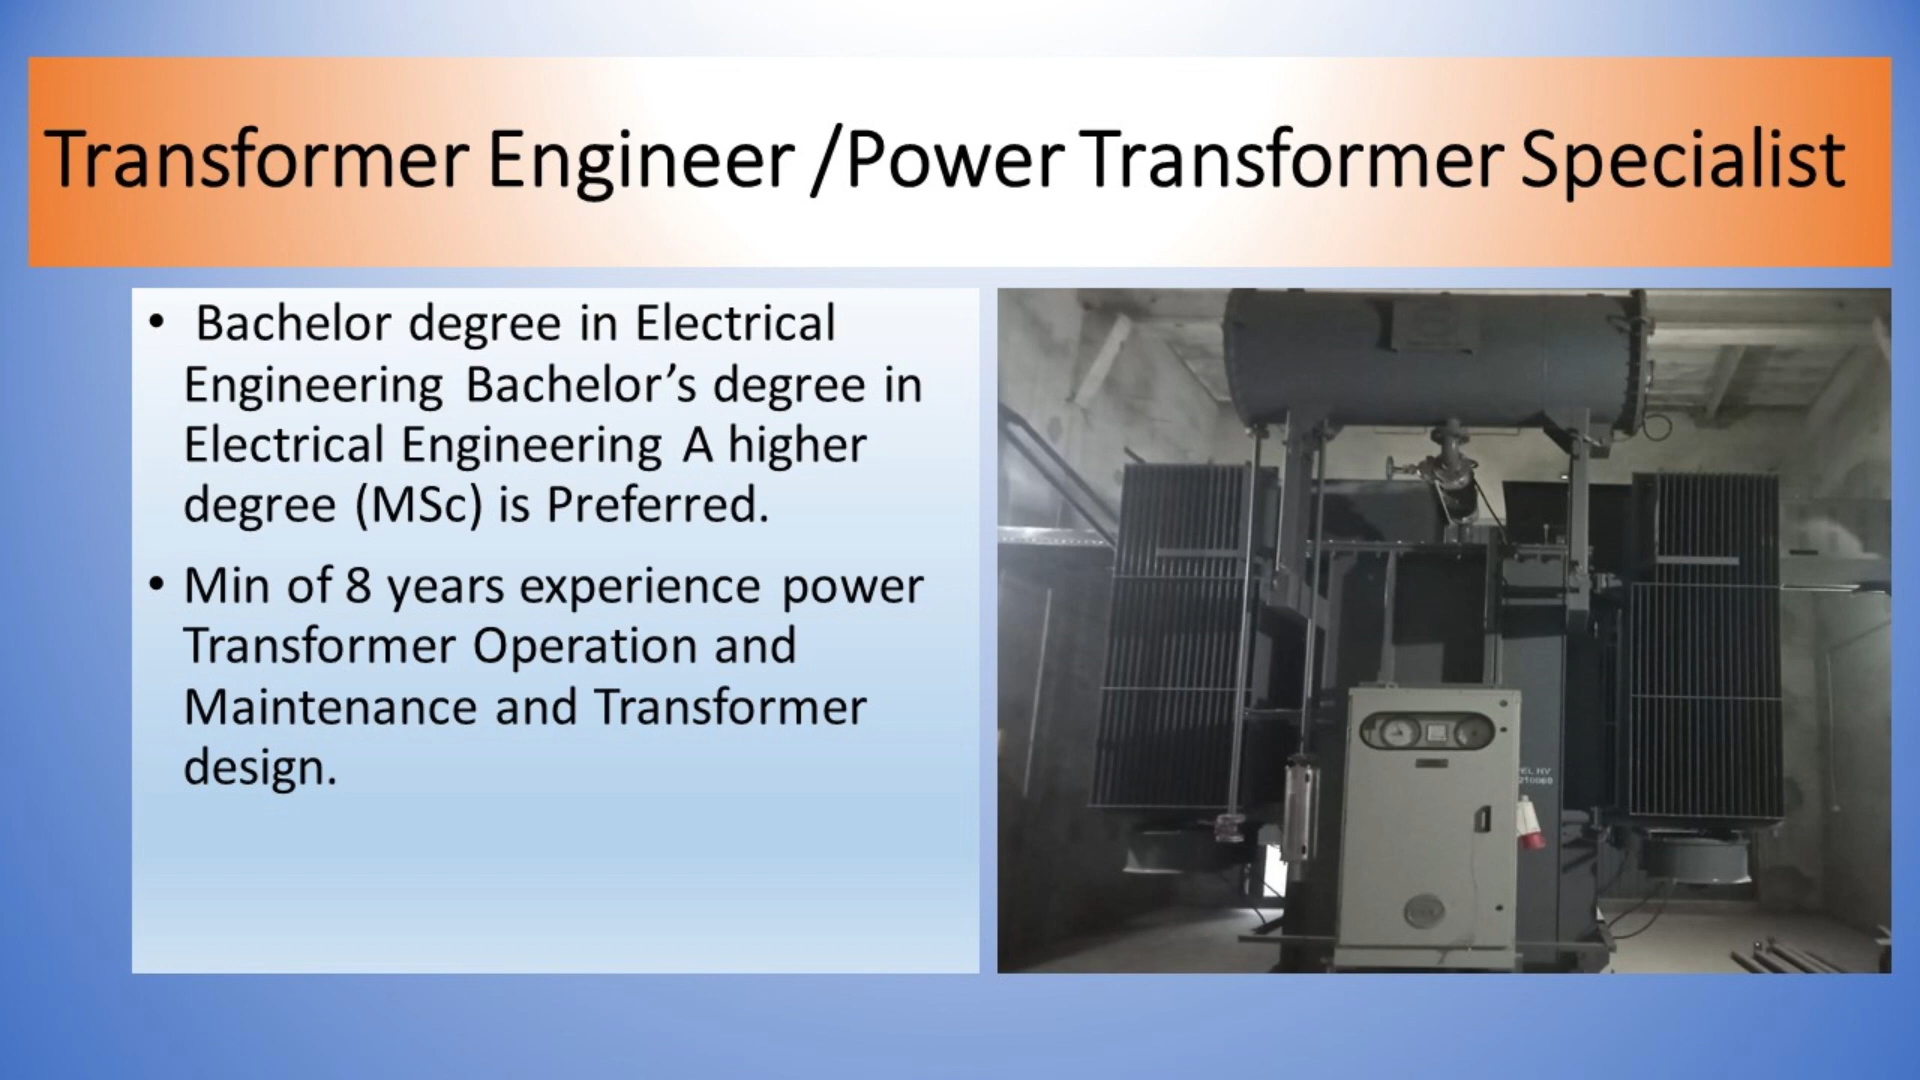 Transformer Engineer /Power Transformer Specialist
• Bachelor degree in Electrical
Engineering Bachelor’s degree in
Electrical Engineering A higher
degree (MSc) is Preferred.
• Min of 8 years experience power
Transformer Operation and
Maintenance and Transformer
design.